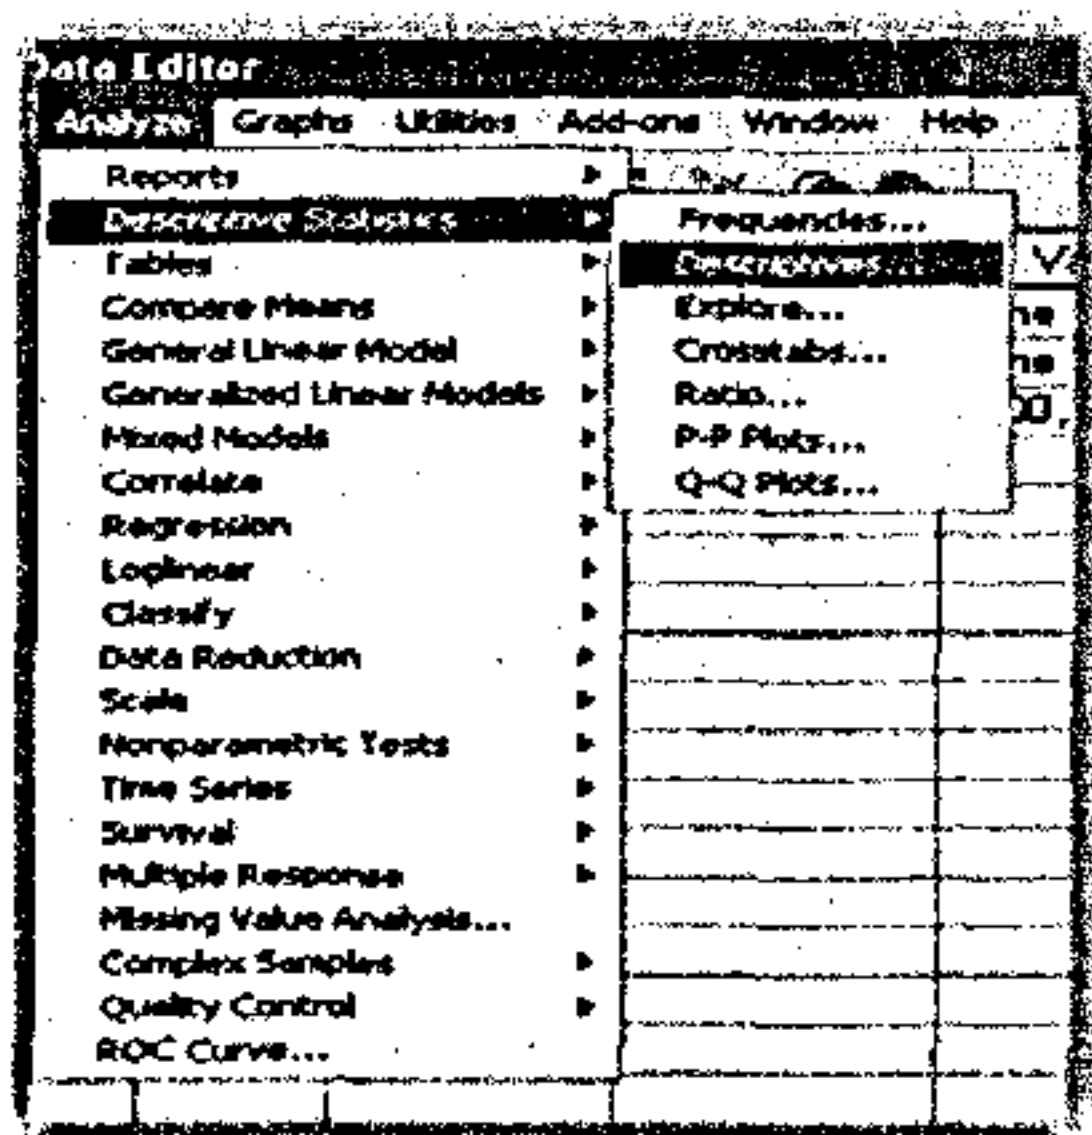 Data Editor
Analyze Graphs Utilities Add-ons Window Help
Reports
Descriptive Statistics
Tables
Compare Means
General Linear Model
Generalized Linear Models
Mixed Models
Correlate
Regression
Loglinear
Classify
Data Reduction
Scale
Nonparametric Tests
Time Series
Survival
Multiple Response
Missing Value Analysis...
Complex Samples
Quality Control
ROC Curve...
Frequencies...
Descriptives...
Explore...
Crosstabs...
Ratio...
P-P Plots...
Q-Q Plots...